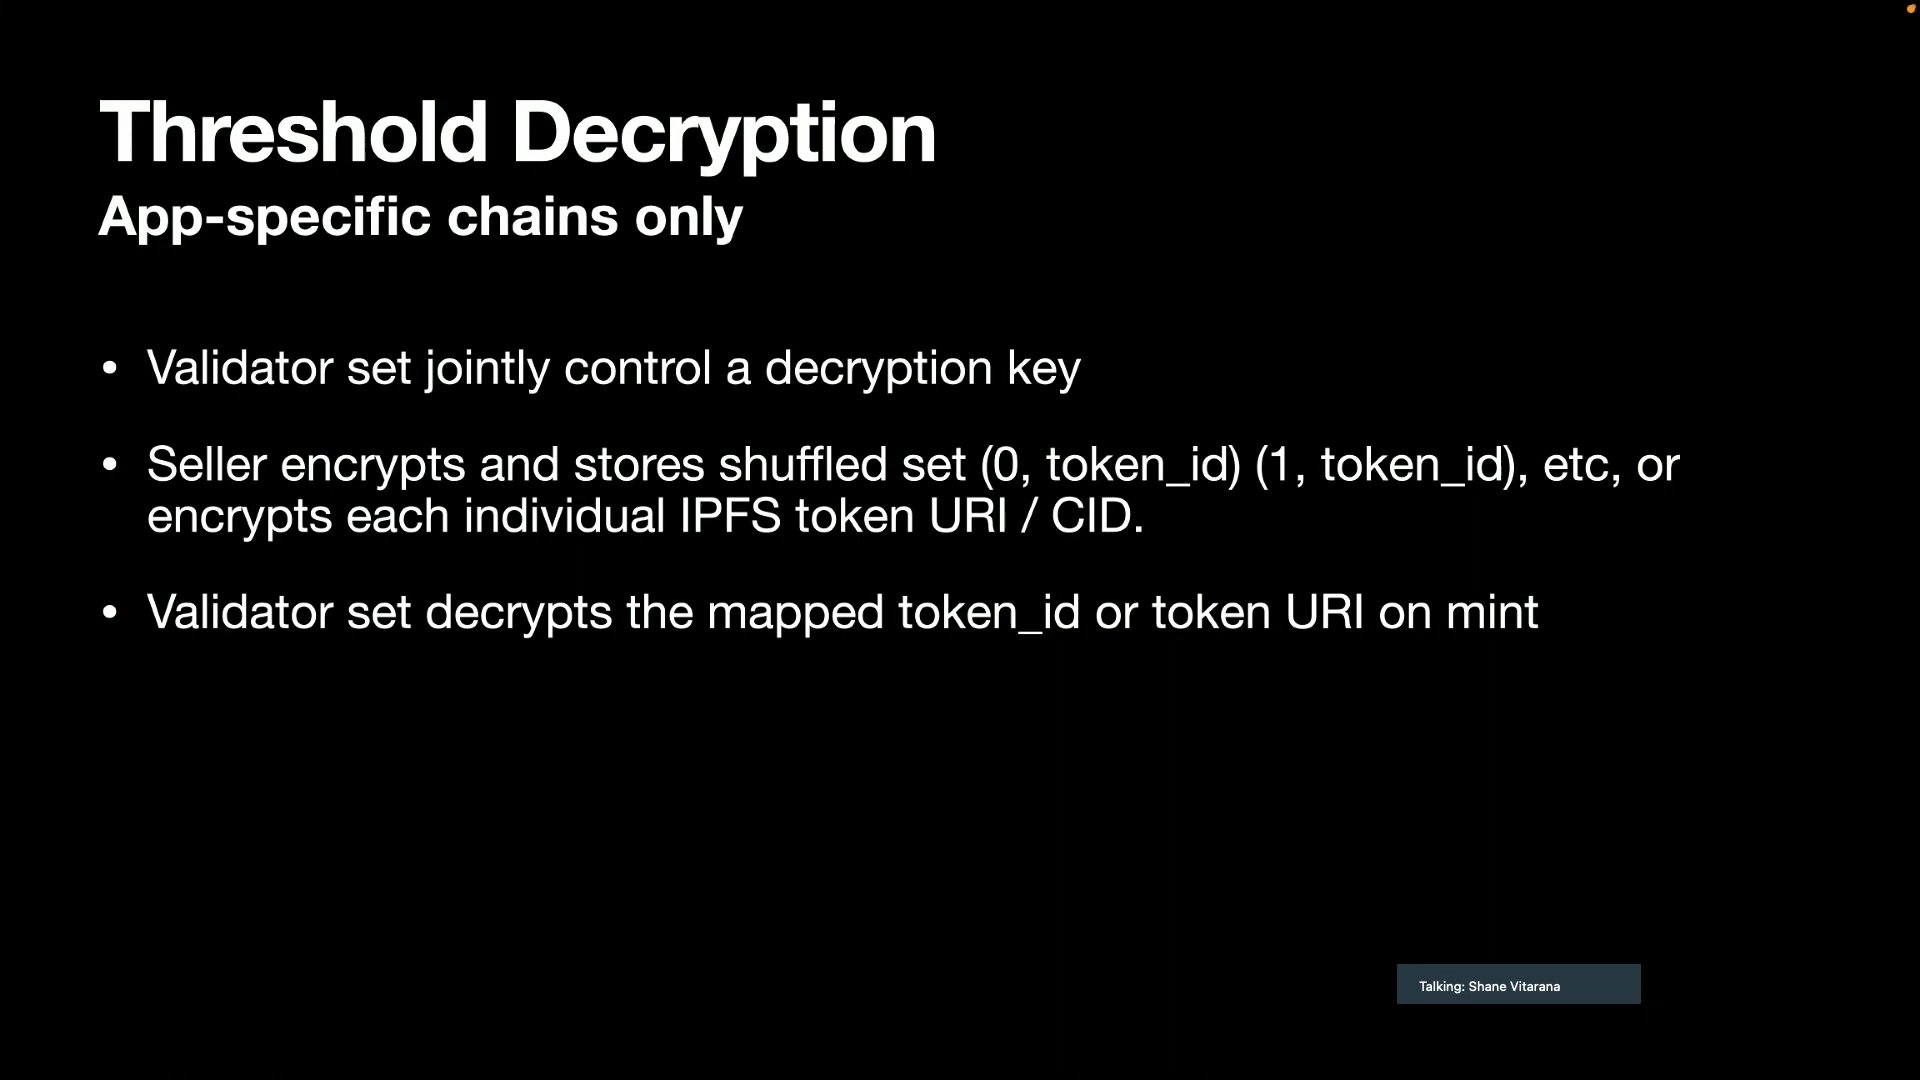 Threshold Decryption
App-specific chains only
• Validator set jointly control a decryption key
• Seller encrypts and stores shuffled set (0, token_id) (1, token_id), etc, or
encrypts each individual IPFS token URI / CID.
• Validator set decrypts the mapped token_id or token URI on mint
Talking: Shane Vitarana